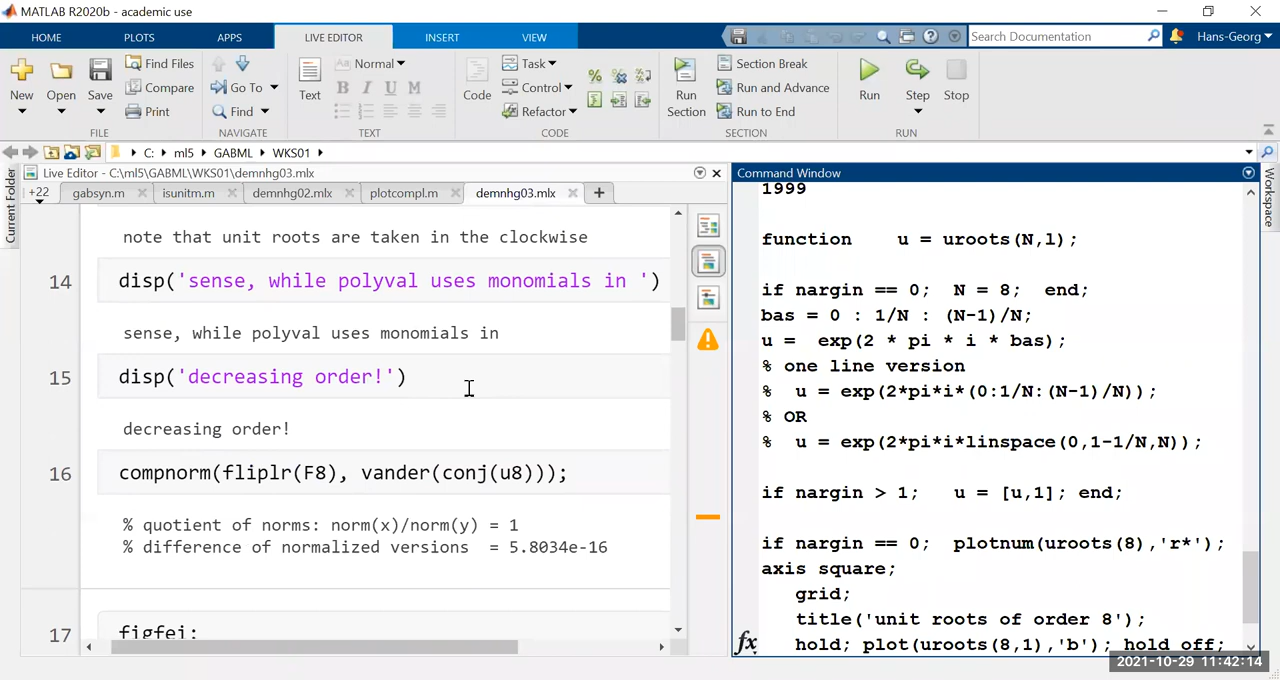 MATLAB R2020b - academic use
HOME PLOTS APPS LIVE EDITOR INSERT VIEW Search Documentation Hans-Georg
New Open Save Find Files Compare Print
FILE
Go To Find
NAVIGATE
Text Aa Normal B I U M
TEXT
Code Task Control Refactor
CODE
Run Section Section Break Run and Advance Run to End
SECTION
Run Step Stop
RUN
C: ml5 GABML WKS01
Current Folder
Live Editor - C:\ml5\GABML\WKS01\demnhg03.mlx
+22 gabsyn.m isunitm.m demnhg02.mlx plotcompl.m demnhg03.mlx
note that unit roots are taken in the clockwise
14 disp('sense, while polyval uses monomials in ')
sense, while polyval uses monomials in
15 disp('decreasing order!')
decreasing order!
16 compnorm(fliplr(F8), vander(conj(u8)));
% quotient of norms: norm(x)/norm(y) = 1
% difference of normalized versions = 5.8034e-16
17 figfei;
Command Window
1999
function u = uroots(N,l);
if nargin == 0; N = 8; end;
bas = 0 : 1/N : (N-1)/N;
u = exp(2 * pi * i * bas);
% one line version
% u = exp(2*pi*i*(0:1/N:(N-1)/N));
% OR
% u = exp(2*pi*i*linspace(0,1-1/N,N));
if nargin > 1; u = [u,1]; end;
if nargin == 0; plotnum(uroots(8),'r*');
axis square;
grid;
title('unit roots of order 8');
hold; plot(uroots(8,1),'b'); hold off;
fx
Workspace
2021-10-29 11:42:14